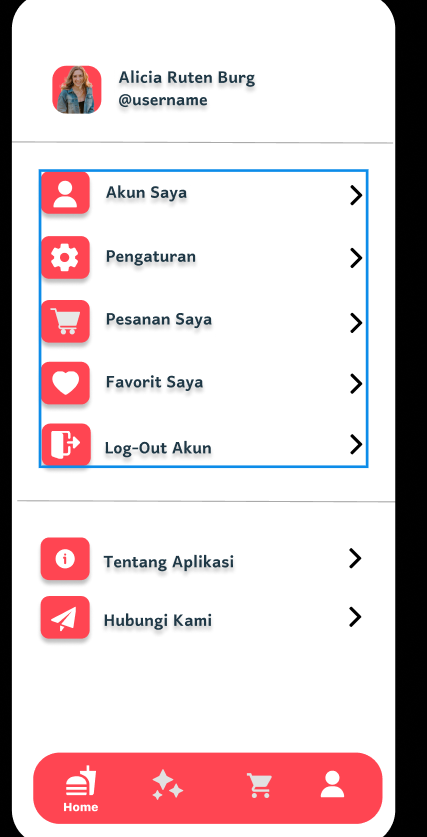 Alicia Ruten Burg
@username
Akun Saya
Pengaturan
Pesanan Saya
Favorit Saya
Log-Out Akun
Tentang Aplikasi
Hubungi Kami
Home